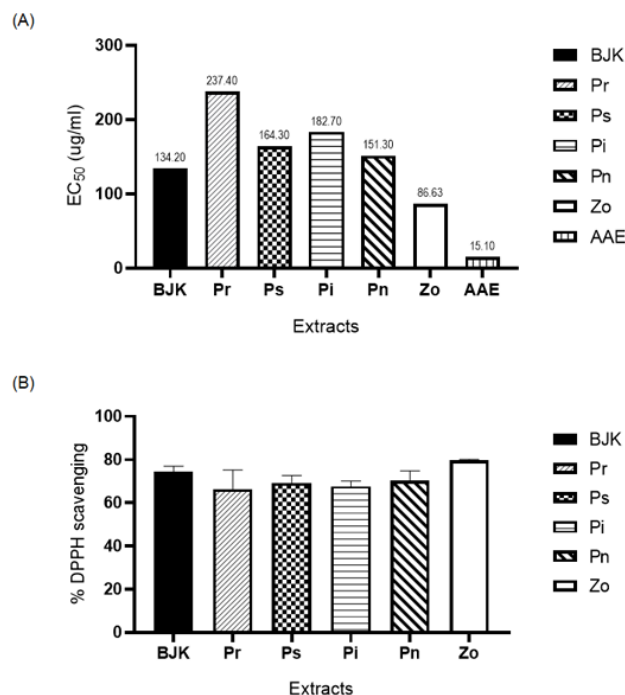 (A)
EC50 (ug/ml)
300
200
100
0
134.20
237.40
164.30
182.70
151.30
86.63
15.10
BJK Pr Ps Pi Pn Zo AAE
Extracts
BJK
Pr
Ps
Pi
Pn
Zo
AAE
(B)
% DPPH scavenging
100
80
60
40
20
0
BJK Pr Ps Pi Pn Zo
Extracts
BJK
Pr
Ps
Pi
Pn
Zo